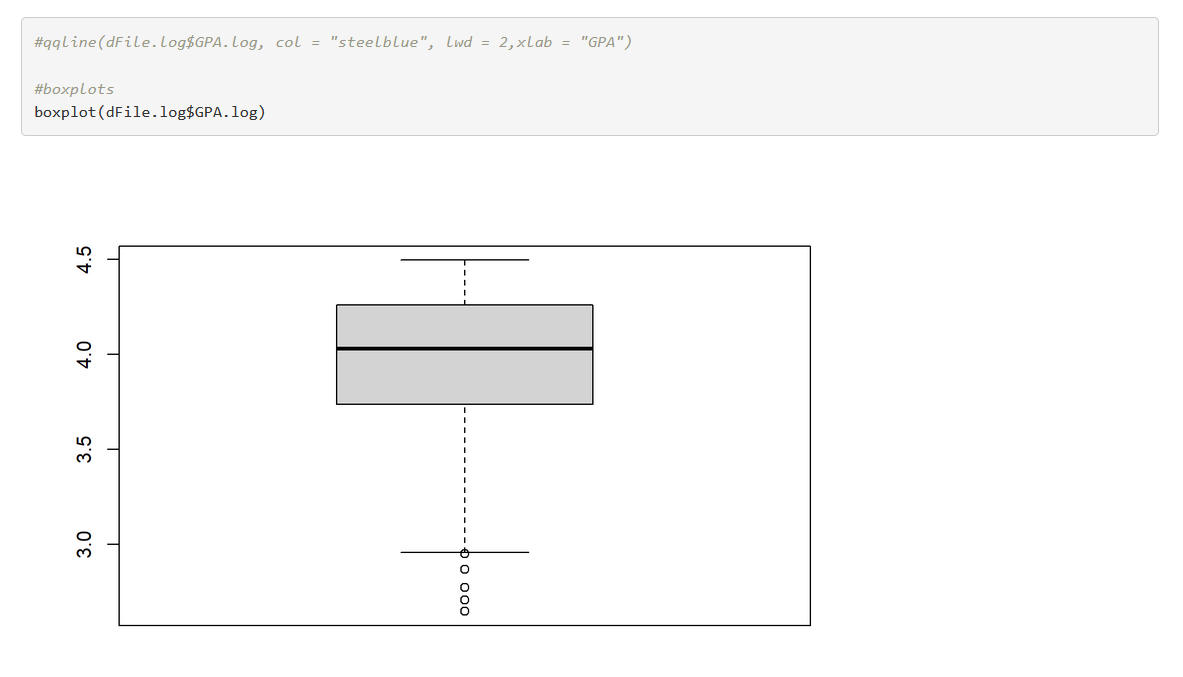 #qqline(dFile.log$GPA.log, col = "steelblue", lwd = 2,xlab = "GPA")
#boxplots
boxplot(dFile.log$GPA.log)
4.5
4.0
3.5
3.0